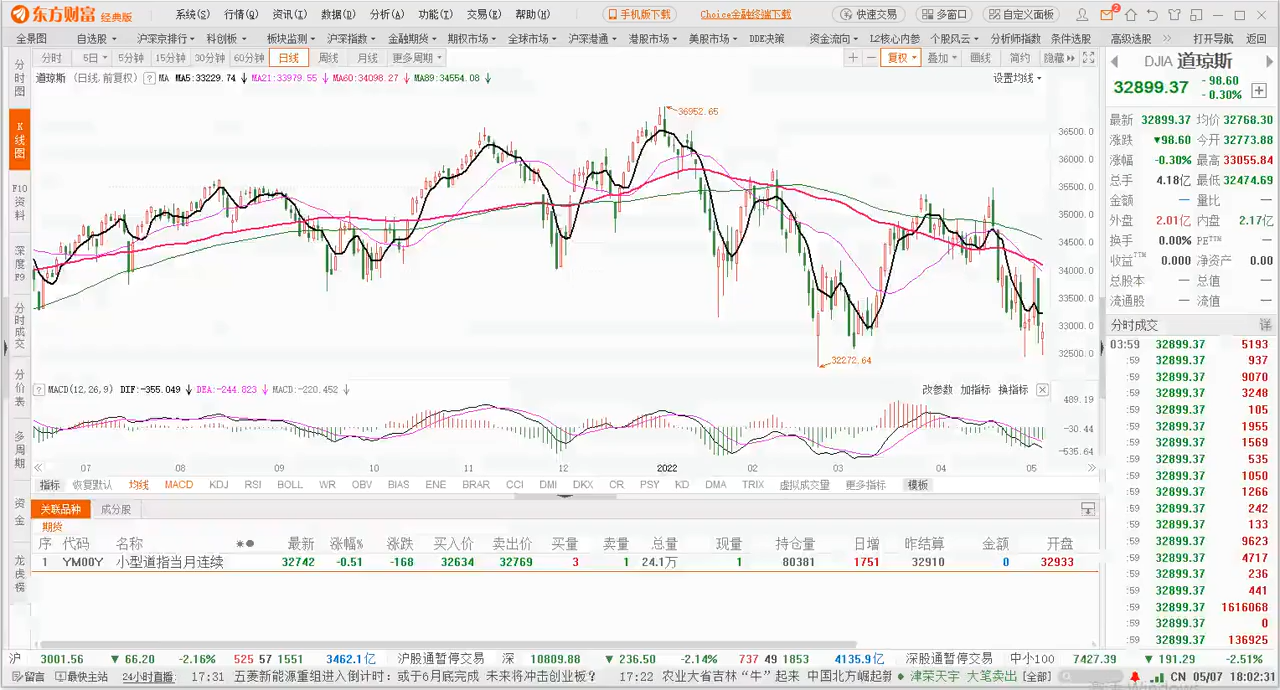 东方财富 经典版 系统(S) 行情(Q) 资讯(I) 数据(D) 分析(A) 功能(T) 交易(E) 帮助(H) 手机版下载 Choice金融终端下载 快速交易 多窗口 自定义面板 2
全景图 自选股 沪深京排行 科创板 板块监测 沪深指数 金融期货 期权市场 全球市场 沪深港通 港股市场 美股市场 DDE决策 资金流向 L2核心内参 个股风云 分析师指数 条件选股 高级选股 打开导航 返回
分时 5日 5分钟 15分钟 30分钟 60分钟 日线 周线 月线 更多周期 复权 叠加 画线 简约 隐藏
道琼斯 (日线.前复权) ? MA MA5:33229.74 MA21:33979.55 MA60:34098.27 MA89:34554.08 设置均线
分时图
K线图
F10资料
深度F9
分时成交
分价表
多周期
资金
龙虎榜
36952.65
32272.64
36500.0
36000.0
35500.0
35000.0
34500.0
34000.0
33500.0
33000.0
32500.0
? MACD(12,26,9) DIF:-355.049 DEA:-244.823 MACD:-220.452 改参数 加指标 换指标
489.19
-30.44
-535.64
07 08 09 10 11 12 2022 02 03 04 05
指标 恢复默认 均线 MACD KDJ RSI BOLL WR OBV BIAS ENE BRAR CCI DMI DKX CR PSY KD DMA TRIX 虚拟成交量 更多指标 模板
关联品种 成分股
期货
序 代码 名称 最新 涨幅% 涨跌 买入价 卖出价 买量 卖量 总量 现量 持仓量 日增 昨结算 金额 开盘
1 YM00Y 小型道指当月连续 32742 -0.51 -168 32634 32769 3 1 24.1万 1 80381 1751 32910 0 32933
DJIA 道琼斯
32899.37 -98.60
-0.30%
最新 32899.37 均价 32768.30
涨跌 ▼98.60 今开 32773.88
涨幅 -0.30% 最高 33055.84
总手 4.18亿 最低 32474.69
金额 — 量比 —
外盘 2.01亿 内盘 2.17亿
换手 0.00% PE™ —
收益™ 0.000 净资产 0.00
总股本 — 总值 —
流通股 — 流值 —
分时成交 详
03:59 32899.37 5193
:59 32899.37 937
:59 32899.37 9070
:59 32899.37 3248
:59 32899.37 105
:59 32899.37 1955
:59 32899.37 1569
:59 32899.37 535
:59 32899.37 1050
:59 32899.37 1266
:59 32899.37 242
:59 32899.37 133
:59 32899.37 9623
:59 32899.37 4717
:59 32899.37 236
:59 32899.37 441
:59 32899.37 1616068
:59 32899.37 0
:59 32899.37 136925
沪 3001.56 ▼66.20 -2.16% 525 57 1551 3462.1亿 沪股通暂停交易 深 10809.88 ▼236.50 -2.14% 737 49 1853 4135.9亿 深股通暂停交易 中小100 7427.39 ▼191.29 -2.51%
留言 最快主站 24小时直播 17:31 五菱新能源重组进入倒计时：或于年底完成 未来将冲击创业板? 17:22 农业大省吉林“牛”起来 中国北方崛起新 津荣天宇 大笔卖出 [全部] CN 05/07 18:02:31